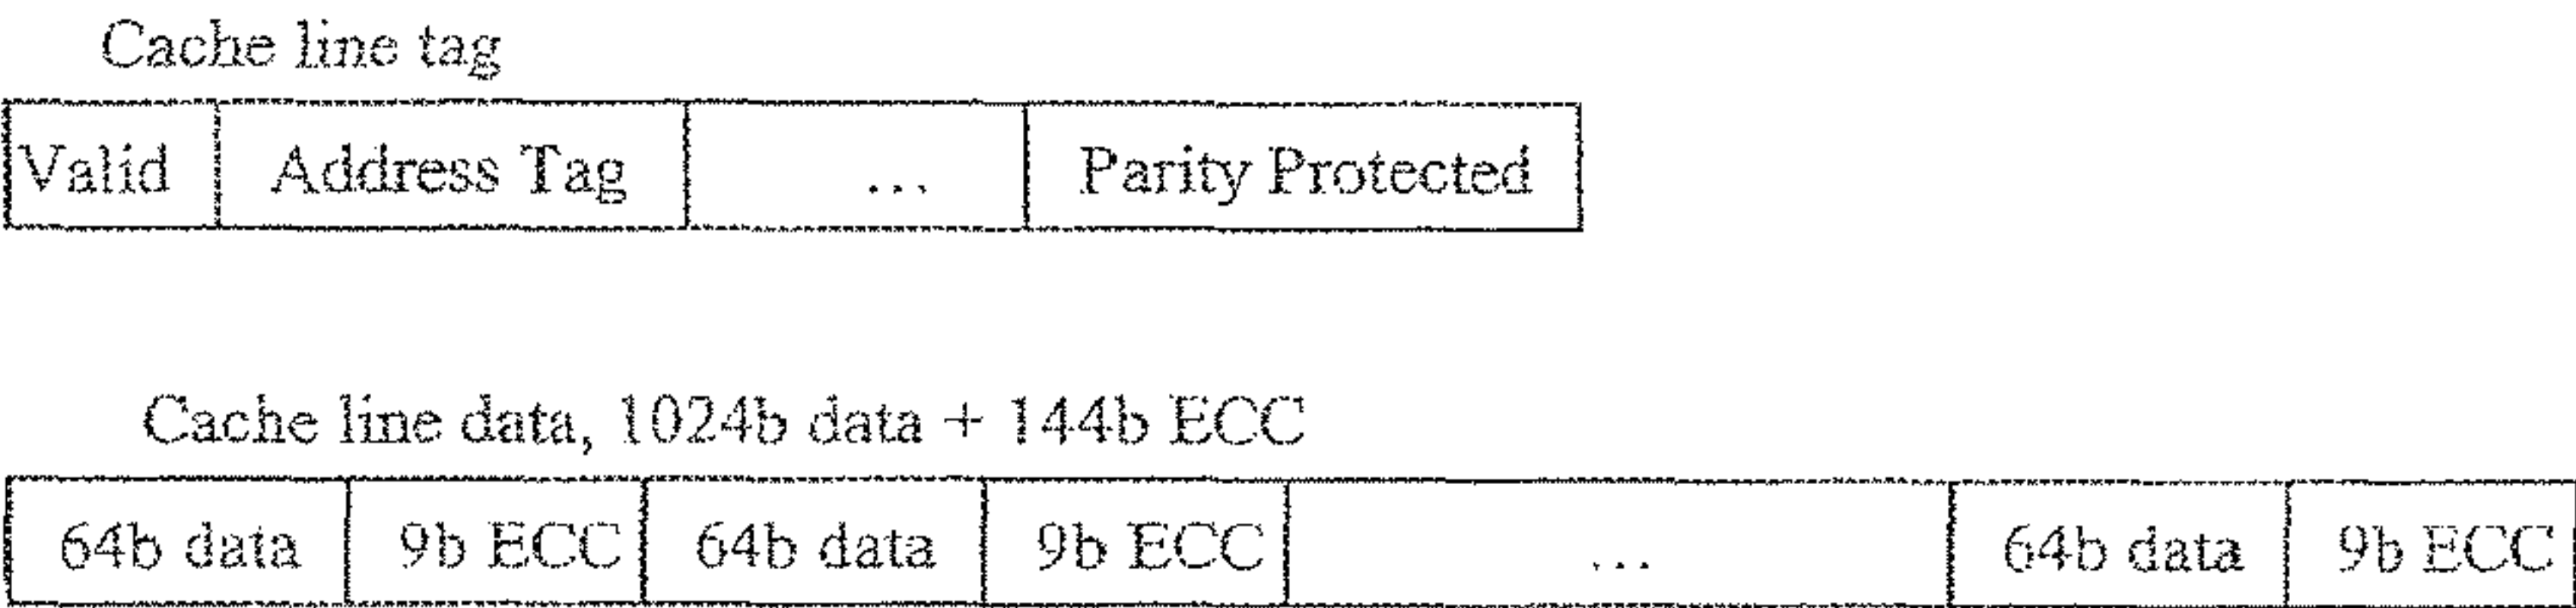 Cache line tag
Valid Address Tag ... Parity Protected
Cache line data, 1024b data + 144b ECC
64b data 9b ECC 64b data 9b ECC ... 64b data 9b ECC